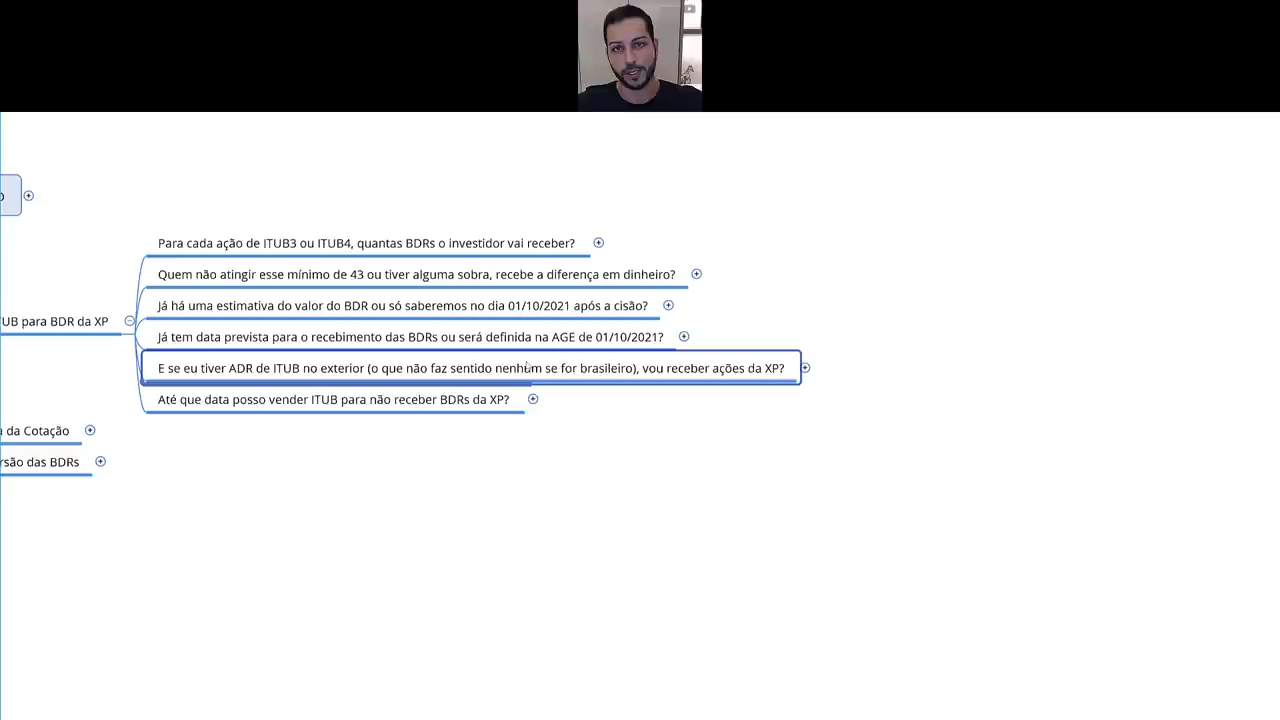 Para cada ação de ITUB3 ou ITUB4, quantas BDRs o investidor vai receber?
Quem não atingir esse mínimo de 43 ou tiver alguma sobra, recebe a diferença em dinheiro?
Já há uma estimativa do valor do BDR ou só saberemos no dia 01/10/2021 após a cisão?
TUB para BDR da XP
Já tem data prevista para o recebimento das BDRs ou será definida na AGE de 01/10/2021?
E se eu tiver ADR de ITUB no exterior (o que não faz sentido nenhum se for brasileiro), vou receber ações da XP?
Até que data posso vender ITUB para não receber BDRs da XP?
a da Cotação
rsão das BDRs